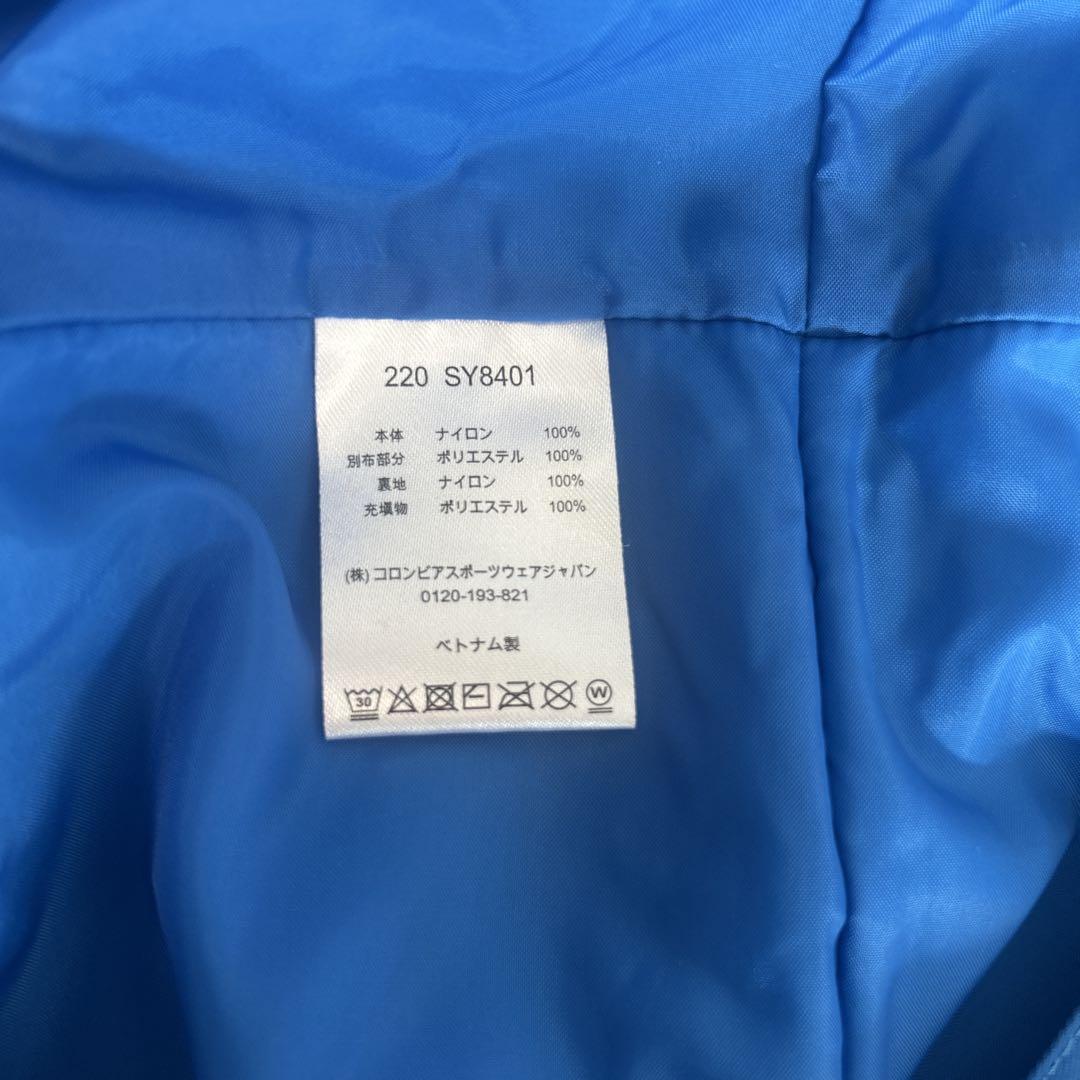 220 SY8401
本体 ナイロン 100%
別布部分 ポリエステル 100%
裏地 ナイロン 100%
充填物 ポリエステル 100%
(株)コロンビアスポーツウェアジャパン
0120-193-821
ベトナム製
30 W